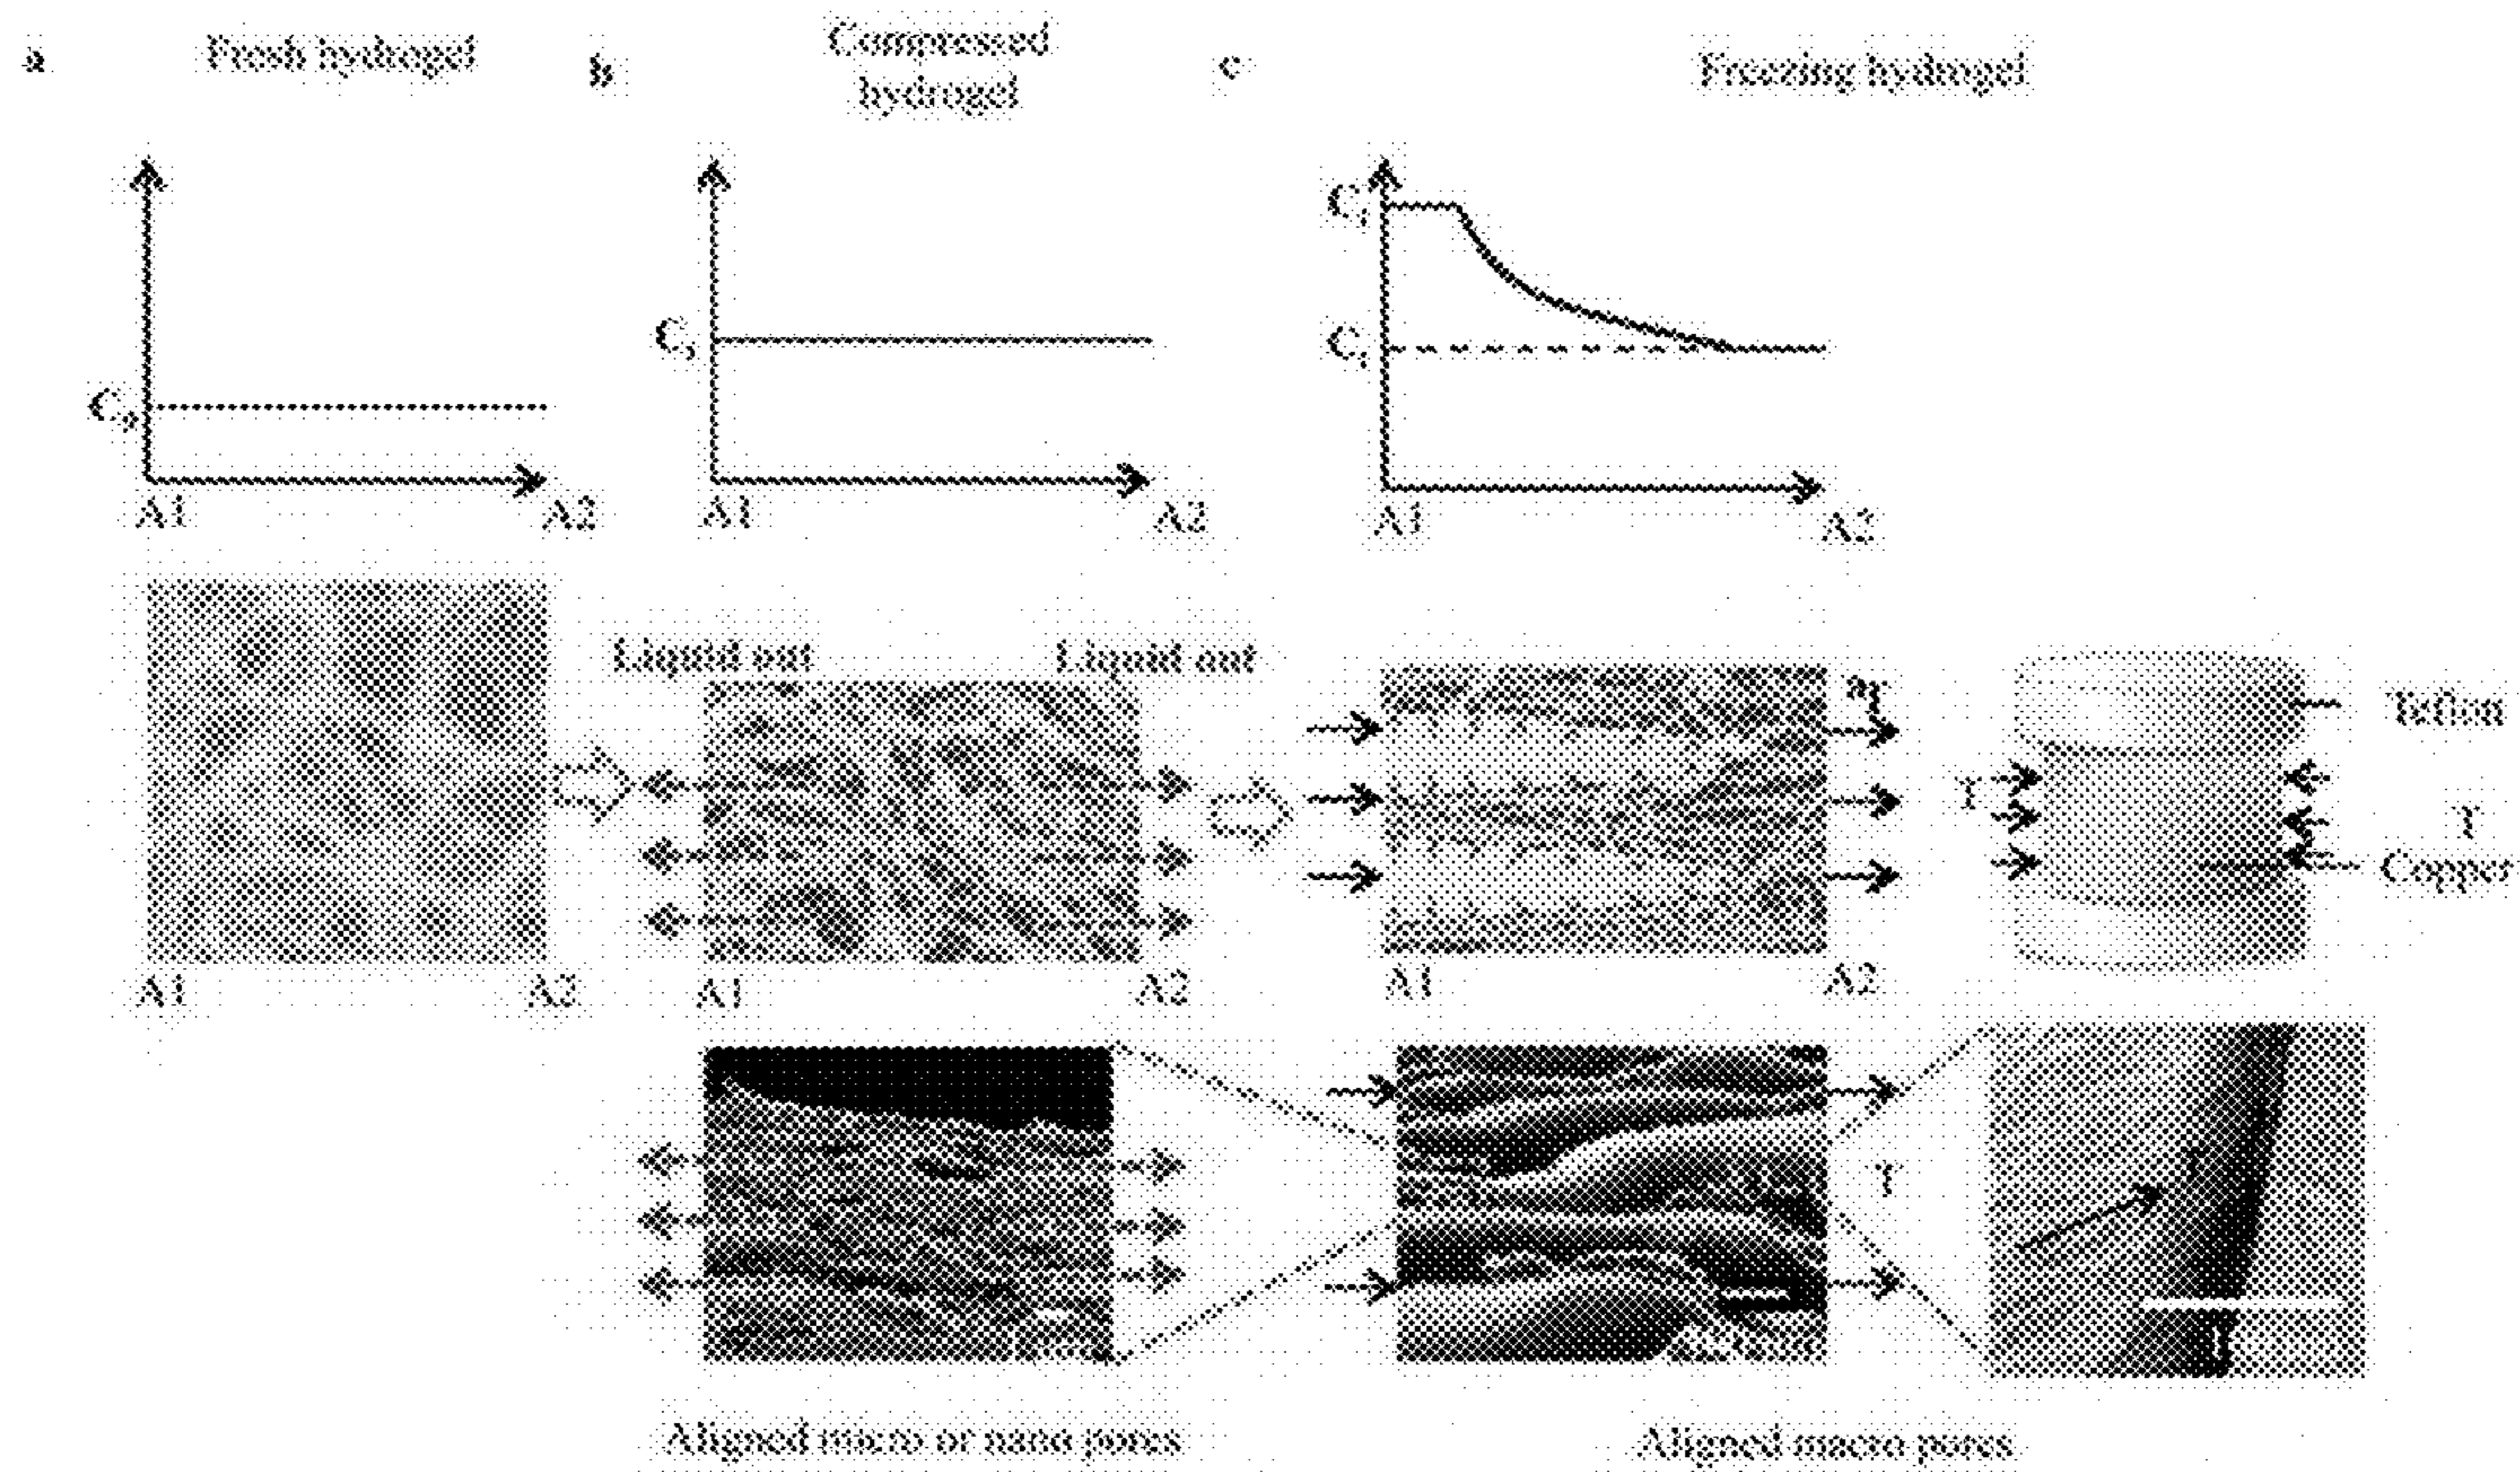 a
Fresh hydrogel
b
Compressed
hydrogel
c
Freezing hydrogel
A1
A2
A1
A2
A1
A2
Liquid out
Liquid out
Teflon
T
T
Copper
A1
A2
A1
A2
A1
A2
T
Aligned micro or nano pores
Aligned macro pores